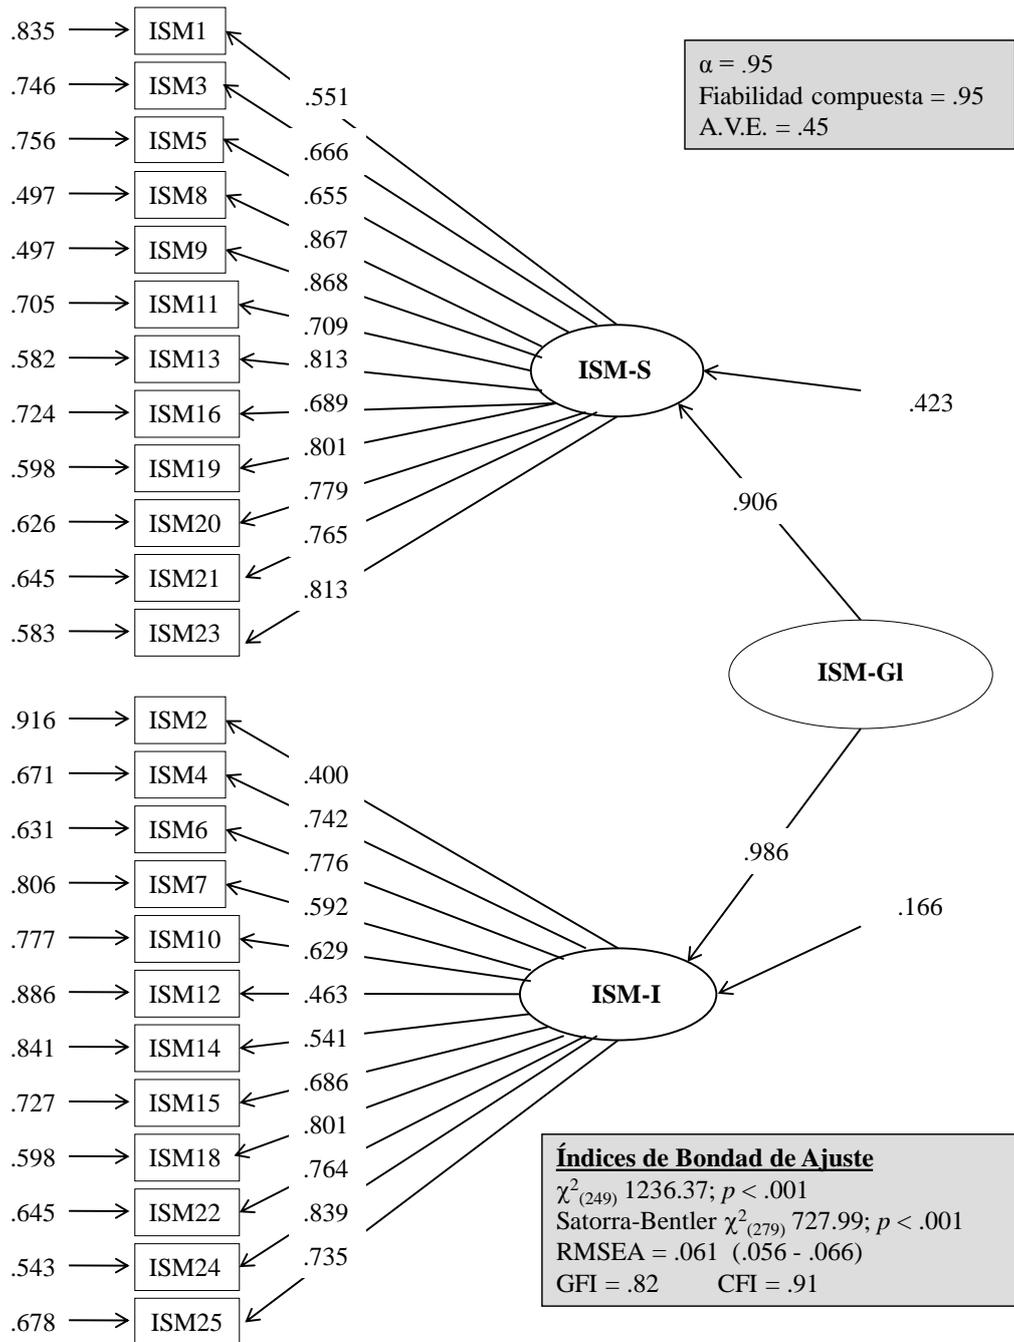 .835 ISM1
.746 ISM3
.756 ISM5
.497 ISM8
.497 ISM9
.705 ISM11
.582 ISM13
.724 ISM16
.598 ISM19
.626 ISM20
.645 ISM21
.583 ISM23
.551
.666
.655
.867
.868
.709
.813
.689
.801
.779
.765
.813
α = .95
Fiabilidad compuesta = .95
A.V.E. = .45
ISM-S
.423
.906
ISM-Gl
.986
.166
.916 ISM2
.671 ISM4
.631 ISM6
.806 ISM7
.777 ISM10
.886 ISM12
.841 ISM14
.727 ISM15
.598 ISM18
.645 ISM22
.543 ISM24
.678 ISM25
.400
.742
.776
.592
.629
.463
.541
.686
.801
.764
.839
.735
ISM-I
Índices de Bondad de Ajuste
χ²₍₂₄₉₎ 1236.37; p < .001
Satorra-Bentler χ²₍₂₇₉₎ 727.99; p < .001
RMSEA = .061 (.056 - .066)
GFI = .82 CFI = .91